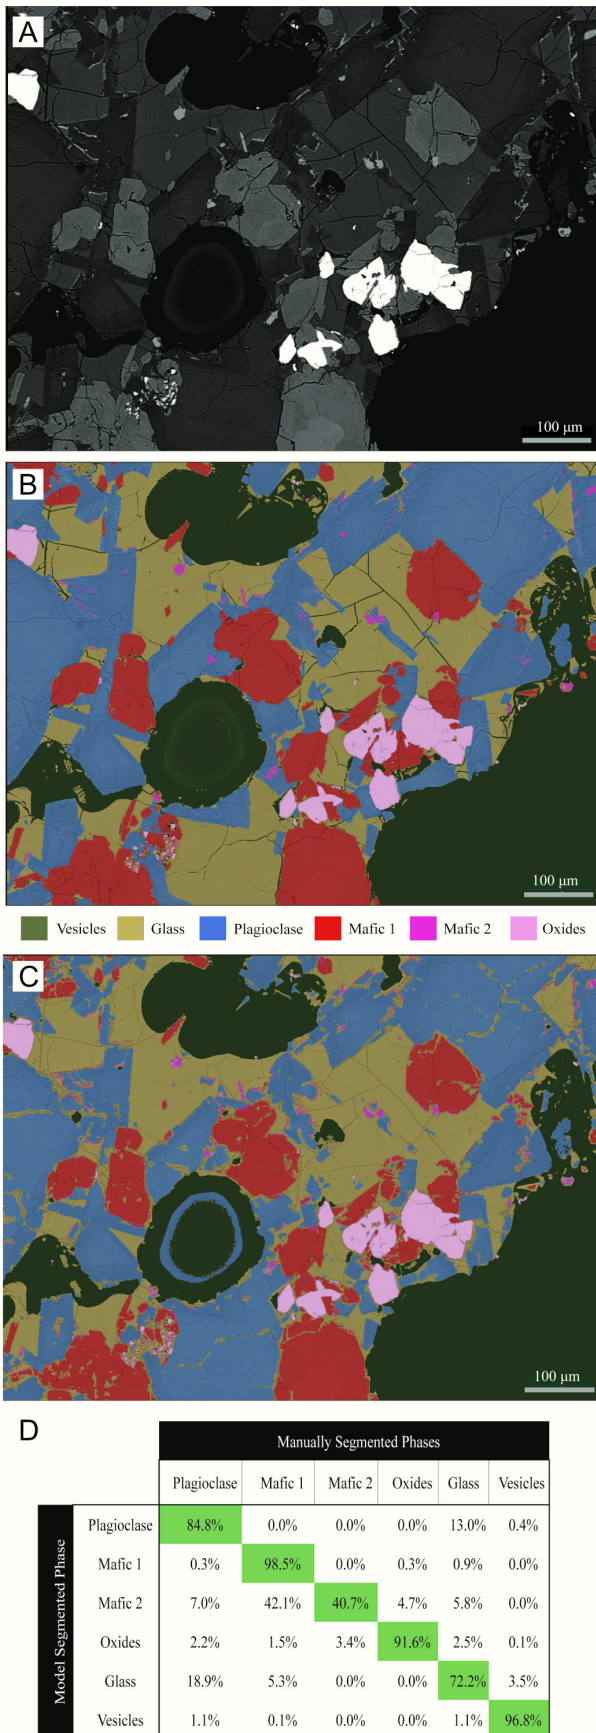 A
100 µm
B
100 µm
Vesicles Glass Plagioclase Mafic 1 Mafic 2 Oxides
C
100 µm
D
Manually Segmented Phases
Plagioclase Mafic 1 Mafic 2 Oxides Glass Vesicles
Model Segmented Phase
Plagioclase 84.8% 0.0% 0.0% 0.0% 13.0% 0.4%
Mafic 1 0.3% 98.5% 0.0% 0.3% 0.9% 0.0%
Mafic 2 7.0% 42.1% 40.7% 4.7% 5.8% 0.0%
Oxides 2.2% 1.5% 3.4% 91.6% 2.5% 0.1%
Glass 18.9% 5.3% 0.0% 0.0% 72.2% 3.5%
Vesicles 1.1% 0.1% 0.0% 0.0% 1.1% 96.8%